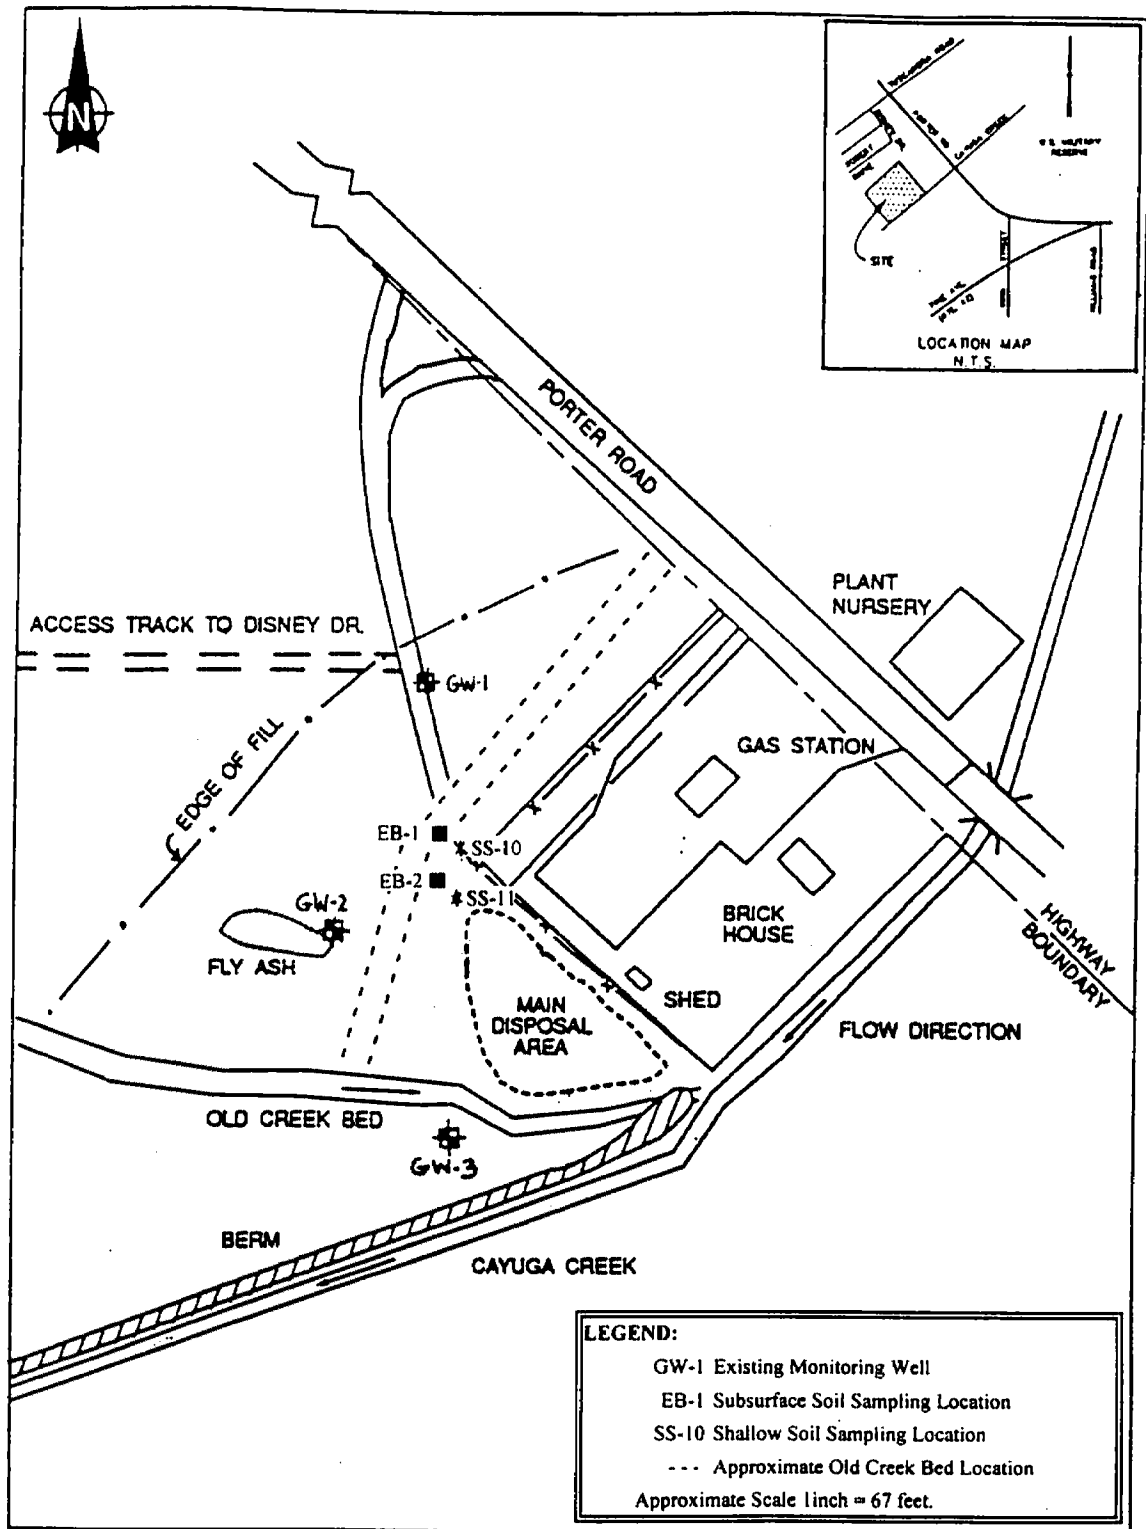 N
U.S. MILITARY
RESERVE
SITE
LOCATION MAP
N.T.S.
PORTER ROAD
PLANT
NURSERY
ACCESS TRACK TO DISNEY DR.
GW-1
GAS STATION
EDGE OF FILL
EB-1
SS-10
EB-2
SS-11
GW-2
BRICK
HOUSE
HIGHWAY
BOUNDARY
FLY ASH
SHED
MAIN
DISPOSAL
AREA
FLOW DIRECTION
OLD CREEK BED
GW-3
BERM
CAYUGA CREEK
LEGEND:
GW-1 Existing Monitoring Well
EB-1 Subsurface Soil Sampling Location
SS-10 Shallow Soil Sampling Location
--- Approximate Old Creek Bed Location
Approximate Scale 1inch = 67 feet.